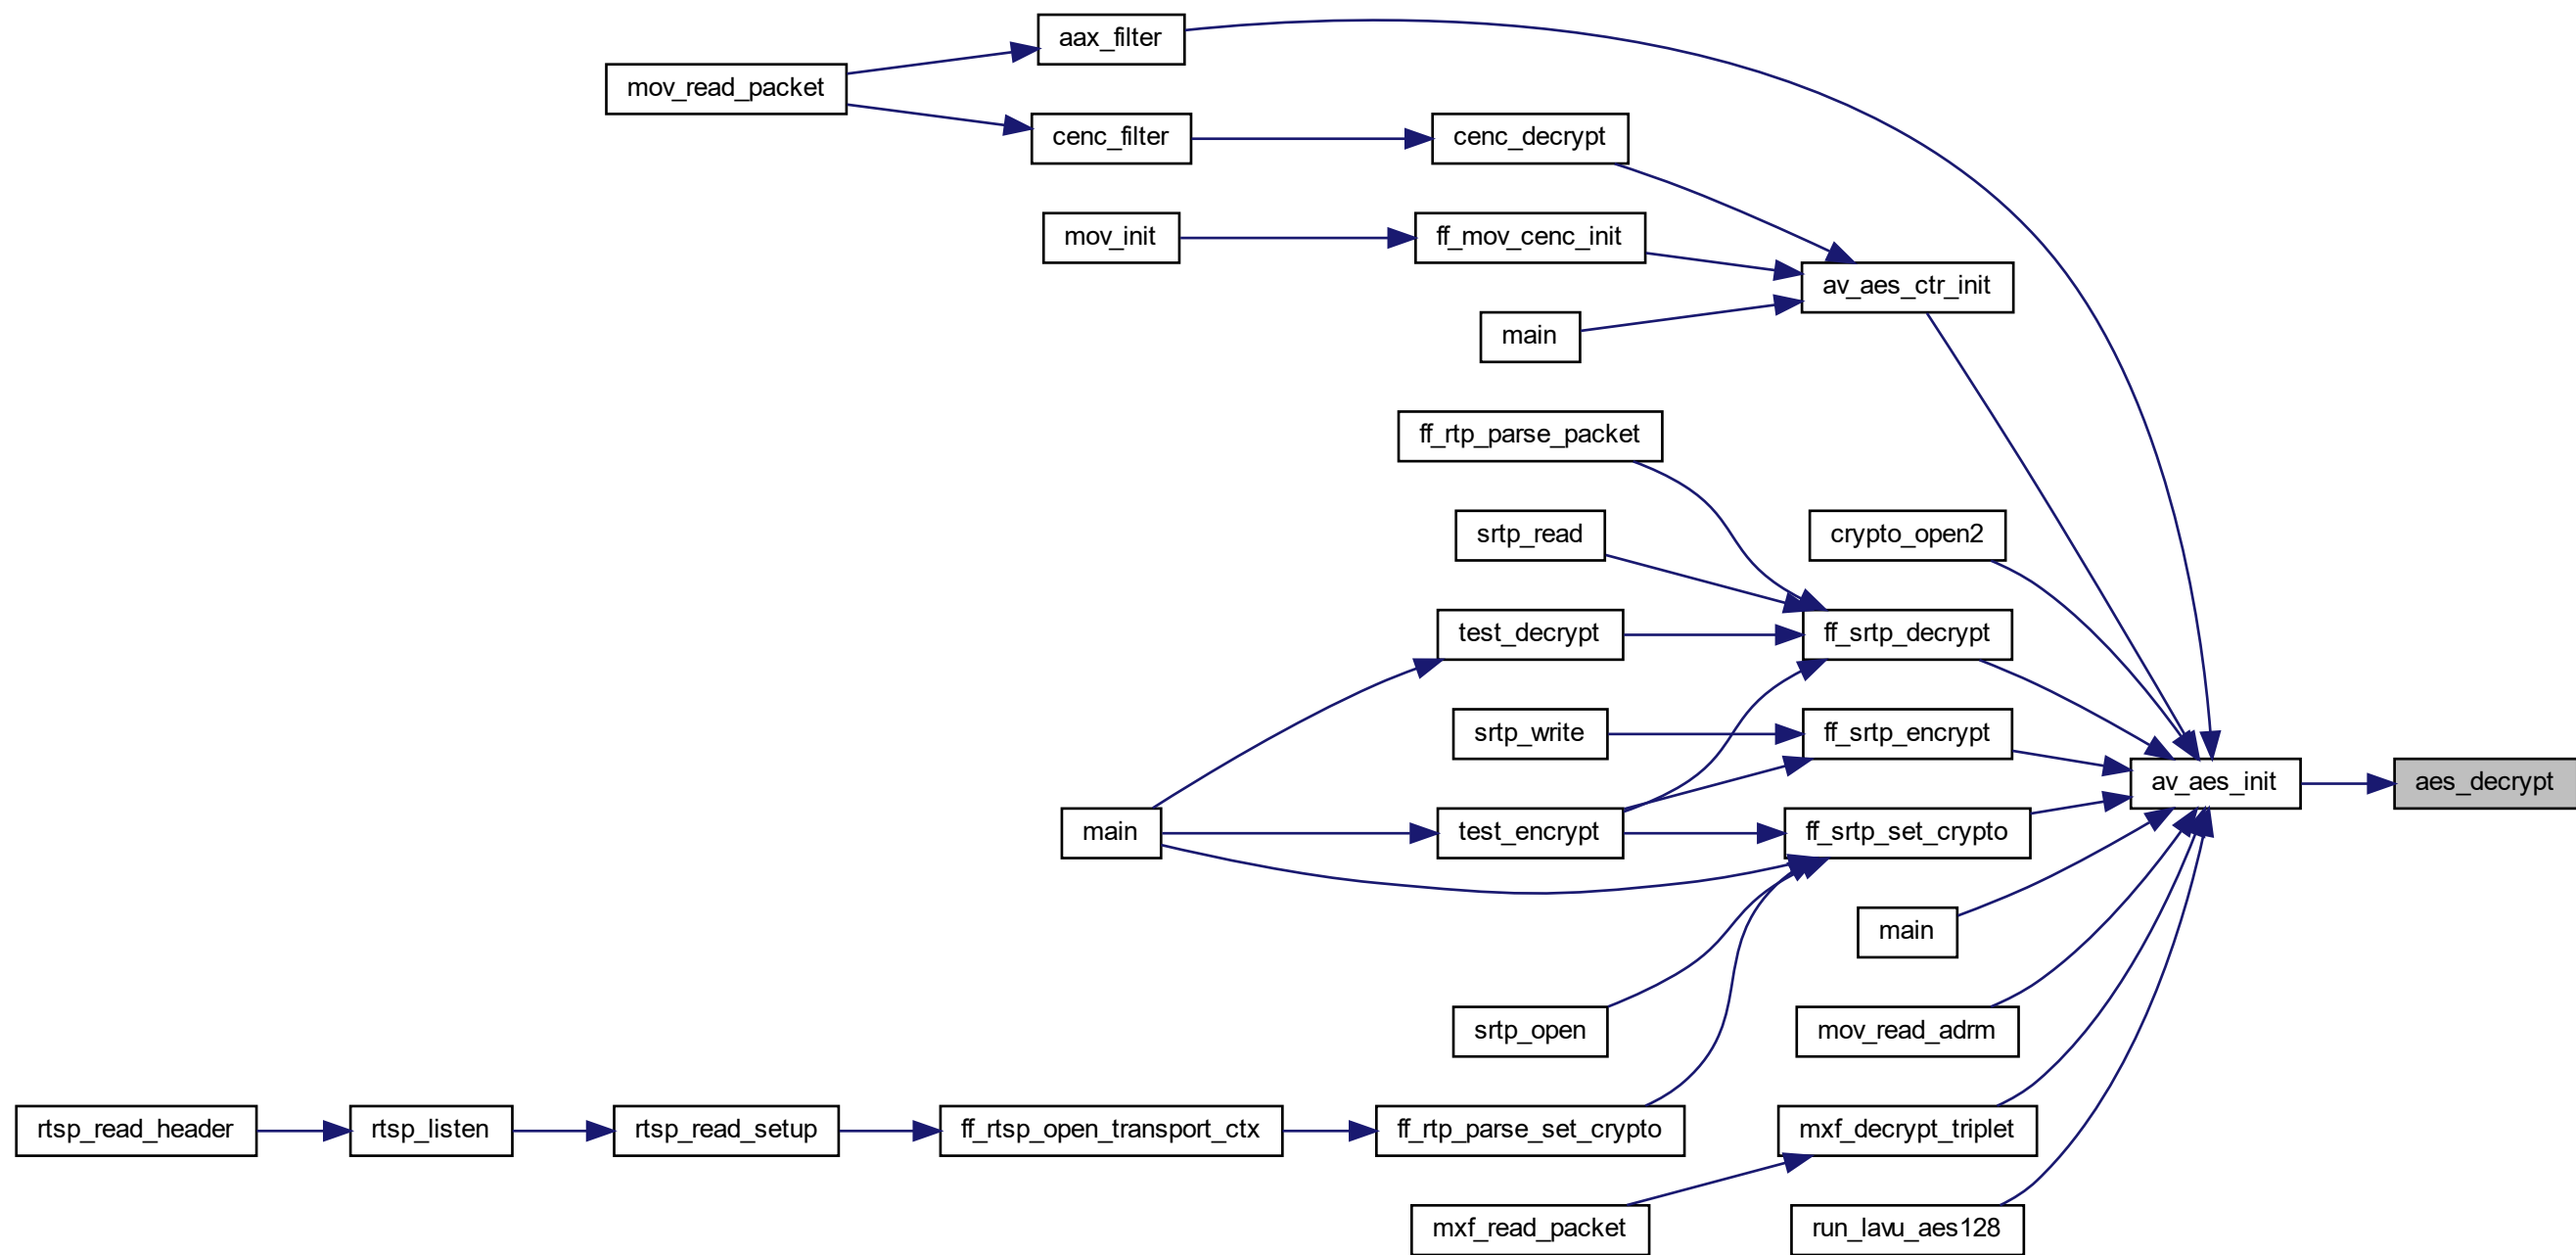 aax_filter
mov_read_packet
cenc_filter
cenc_decrypt
mov_init
ff_mov_cenc_init
av_aes_ctr_init
main
ff_rtp_parse_packet
srtp_read
crypto_open2
test_decrypt
ff_srtp_decrypt
srtp_write
ff_srtp_encrypt
av_aes_init
aes_decrypt
main
test_encrypt
ff_srtp_set_crypto
main
srtp_open
mov_read_adrm
rtsp_read_header
rtsp_listen
rtsp_read_setup
ff_rtsp_open_transport_ctx
ff_rtp_parse_set_crypto
mxf_decrypt_triplet
mxf_read_packet
run_lavu_aes128